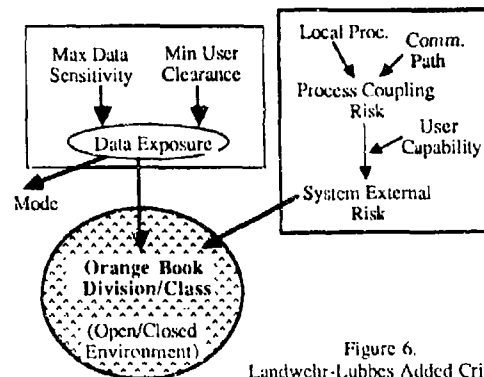 Max Data
Sensitivity
Min User
Clearance
Data Exposure
Mode
Local Proc.
Comm.
Path
Process Coupling
Risk
User
Capability
System External
Risk
Orange Book
Division/Class
(Open/Closed
Environment)
Figure 6.
Landwehr-Lubbes Added Cri